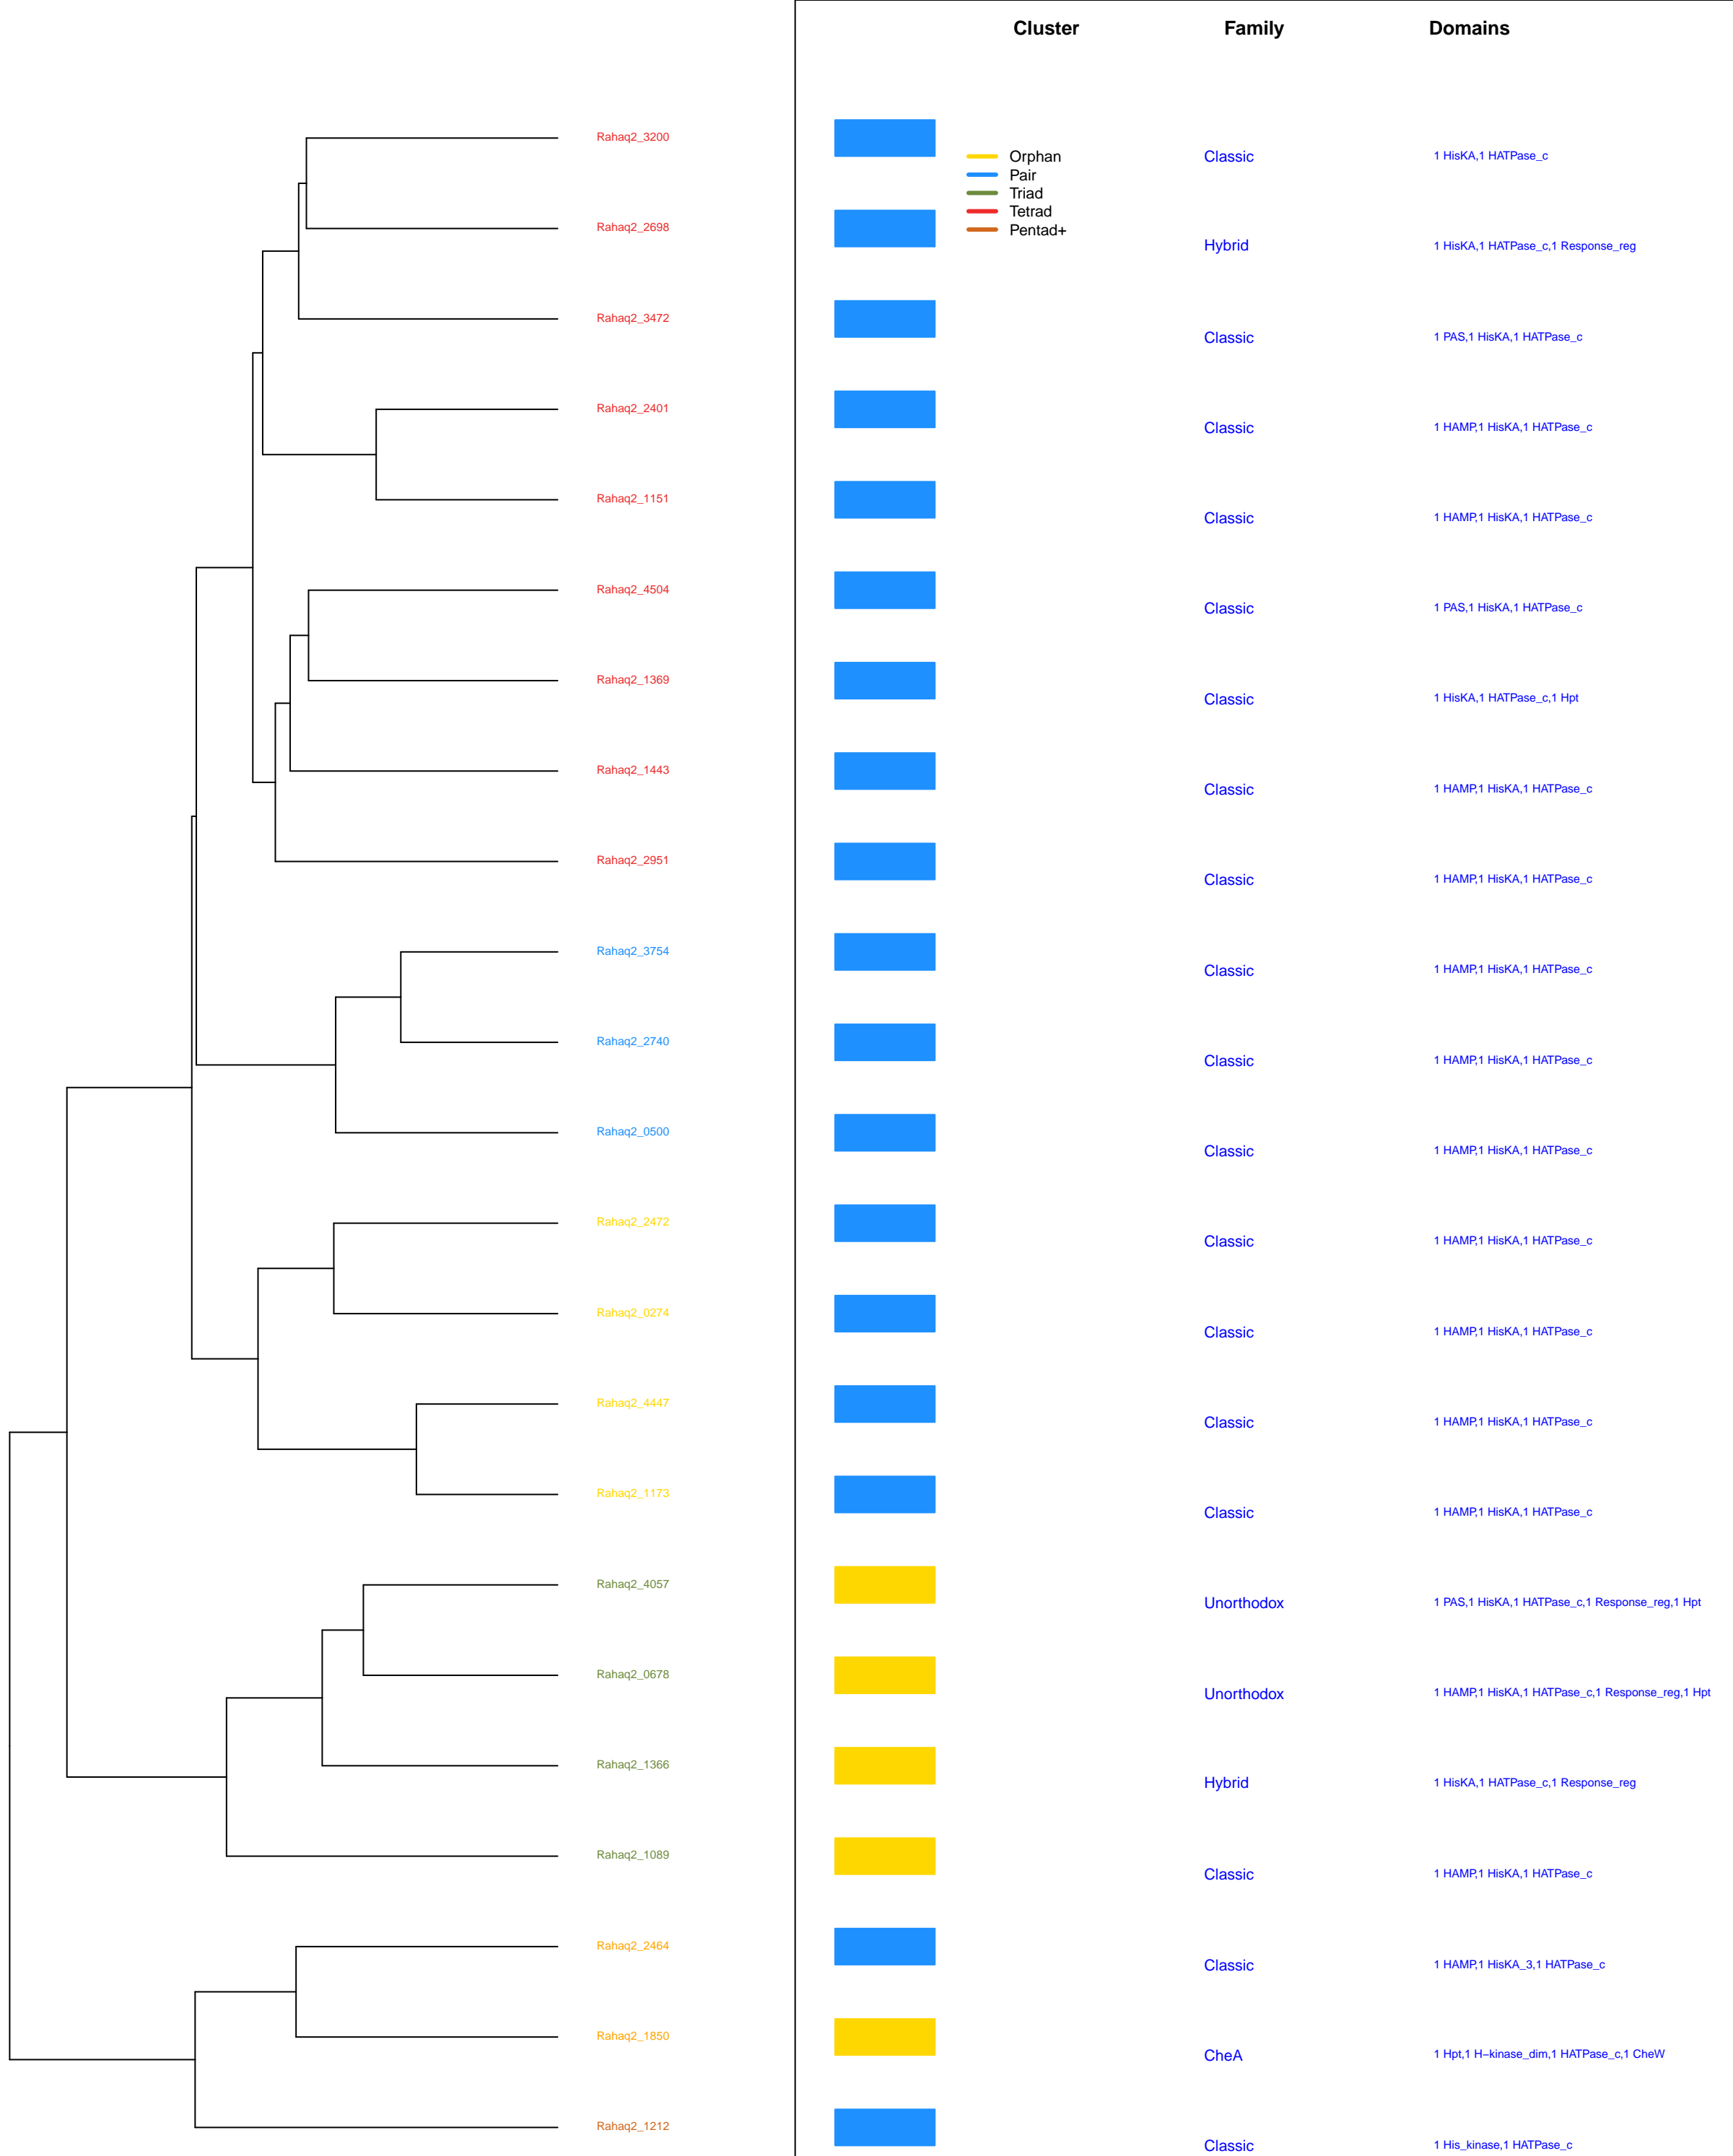 Cluster Family Domains
Rahaq2_3200
Orphan
Classic 1 HisKA,1 HATPase_c
Pair
Triad
Tetrad
Rahaq2_2698 Pentad+
Hybrid 1 HisKA,1 HATPase_c,1 Response_reg
Rahaq2_3472
Classic 1 PAS,1 HisKA,1 HATPase_c
Rahaq2_2401
Classic 1 HAMP,1 HisKA,1 HATPase_c
Rahaq2_1151
Classic 1 HAMP,1 HisKA,1 HATPase_c
Rahaq2_4504
Classic 1 PAS,1 HisKA,1 HATPase_c
Rahaq2_1369
Classic 1 HisKA,1 HATPase_c,1 Hpt
Rahaq2_1443
Classic 1 HAMP,1 HisKA,1 HATPase_c
Rahaq2_2951
Classic 1 HAMP,1 HisKA,1 HATPase_c
Rahaq2_3754
Classic 1 HAMP,1 HisKA,1 HATPase_c
Rahaq2_2740
Classic 1 HAMP,1 HisKA,1 HATPase_c
Rahaq2_0500
Classic 1 HAMP,1 HisKA,1 HATPase_c
Rahaq2_2472
Classic 1 HAMP,1 HisKA,1 HATPase_c
Rahaq2_0274
Classic 1 HAMP,1 HisKA,1 HATPase_c
Rahaq2_4447
Classic 1 HAMP,1 HisKA,1 HATPase_c
Rahaq2_1173
Classic 1 HAMP,1 HisKA,1 HATPase_c
Rahaq2_4057
Unorthodox 1 PAS,1 HisKA,1 HATPase_c,1 Response_reg,1 Hpt
Rahaq2_0678
Unorthodox 1 HAMP,1 HisKA,1 HATPase_c,1 Response_reg,1 Hpt
Rahaq2_1366
Hybrid 1 HisKA,1 HATPase_c,1 Response_reg
Rahaq2_1089
Classic 1 HAMP,1 HisKA,1 HATPase_c
Rahaq2_2464
Classic 1 HAMP,1 HisKA_3,1 HATPase_c
Rahaq2_1850
CheA 1 Hpt,1 H−kinase_dim,1 HATPase_c,1 CheW
Rahaq2_1212
Classic 1 His_kinase,1 HATPase_c